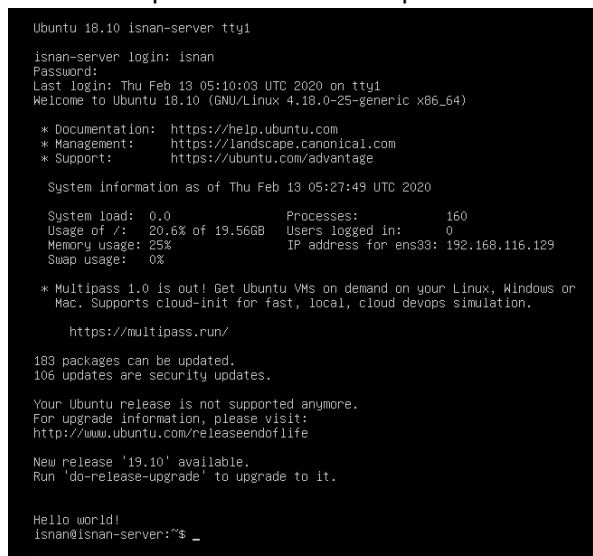 Ubuntu 18.10 isnan-server tty1
isnan-server login: isnan
Password:
Last login: Thu Feb 13 05:10:03 UTC 2020 on tty1
Welcome to Ubuntu 18.10 (GNU/Linux 4.18.0-25-generic x86_64)
* Documentation:  https://help.ubuntu.com
* Management:     https://landscape.canonical.com
* Support:        https://ubuntu.com/advantage
System information as of Thu Feb 13 05:27:49 UTC 2020
System load:  0.0                Processes:            160
Usage of /:   20.6% of 19.56GB   Users logged in:      0
Memory usage: 25%                IP address for ens33: 192.168.116.129
Swap usage:   0%
* Multipass 1.0 is out! Get Ubuntu VMs on demand on your Linux, Windows or
Mac. Supports cloud-init for fast, local, cloud devops simulation.
https://multipass.run/
183 packages can be updated.
106 updates are security updates.
Your Ubuntu release is not supported anymore.
For upgrade information, please visit:
http://www.ubuntu.com/releaseendoflife
New release '19.10' available.
Run 'do-release-upgrade' to upgrade to it.
Hello world!
isnan@isnan-server:~$ _